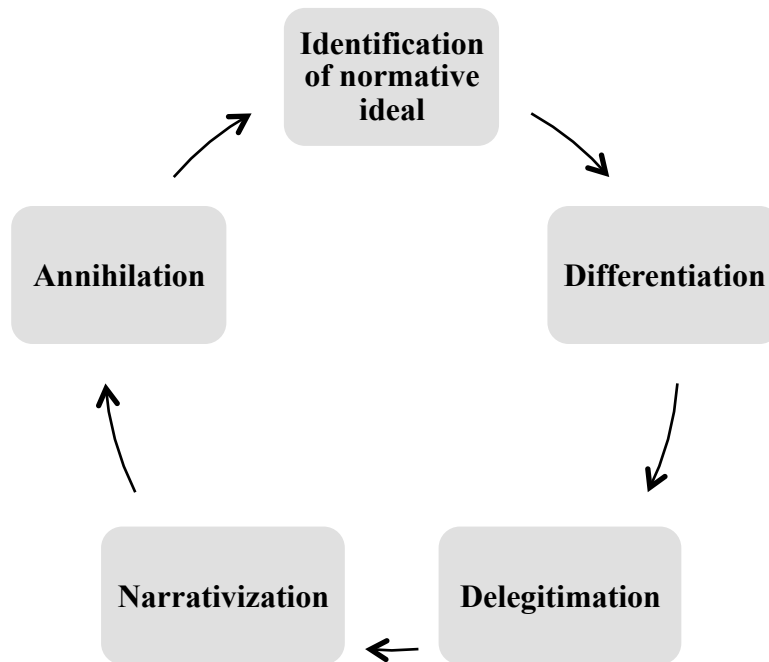 Identification
of normative
ideal
Differentiation
Delegitimation
Narrativization
Annihilation